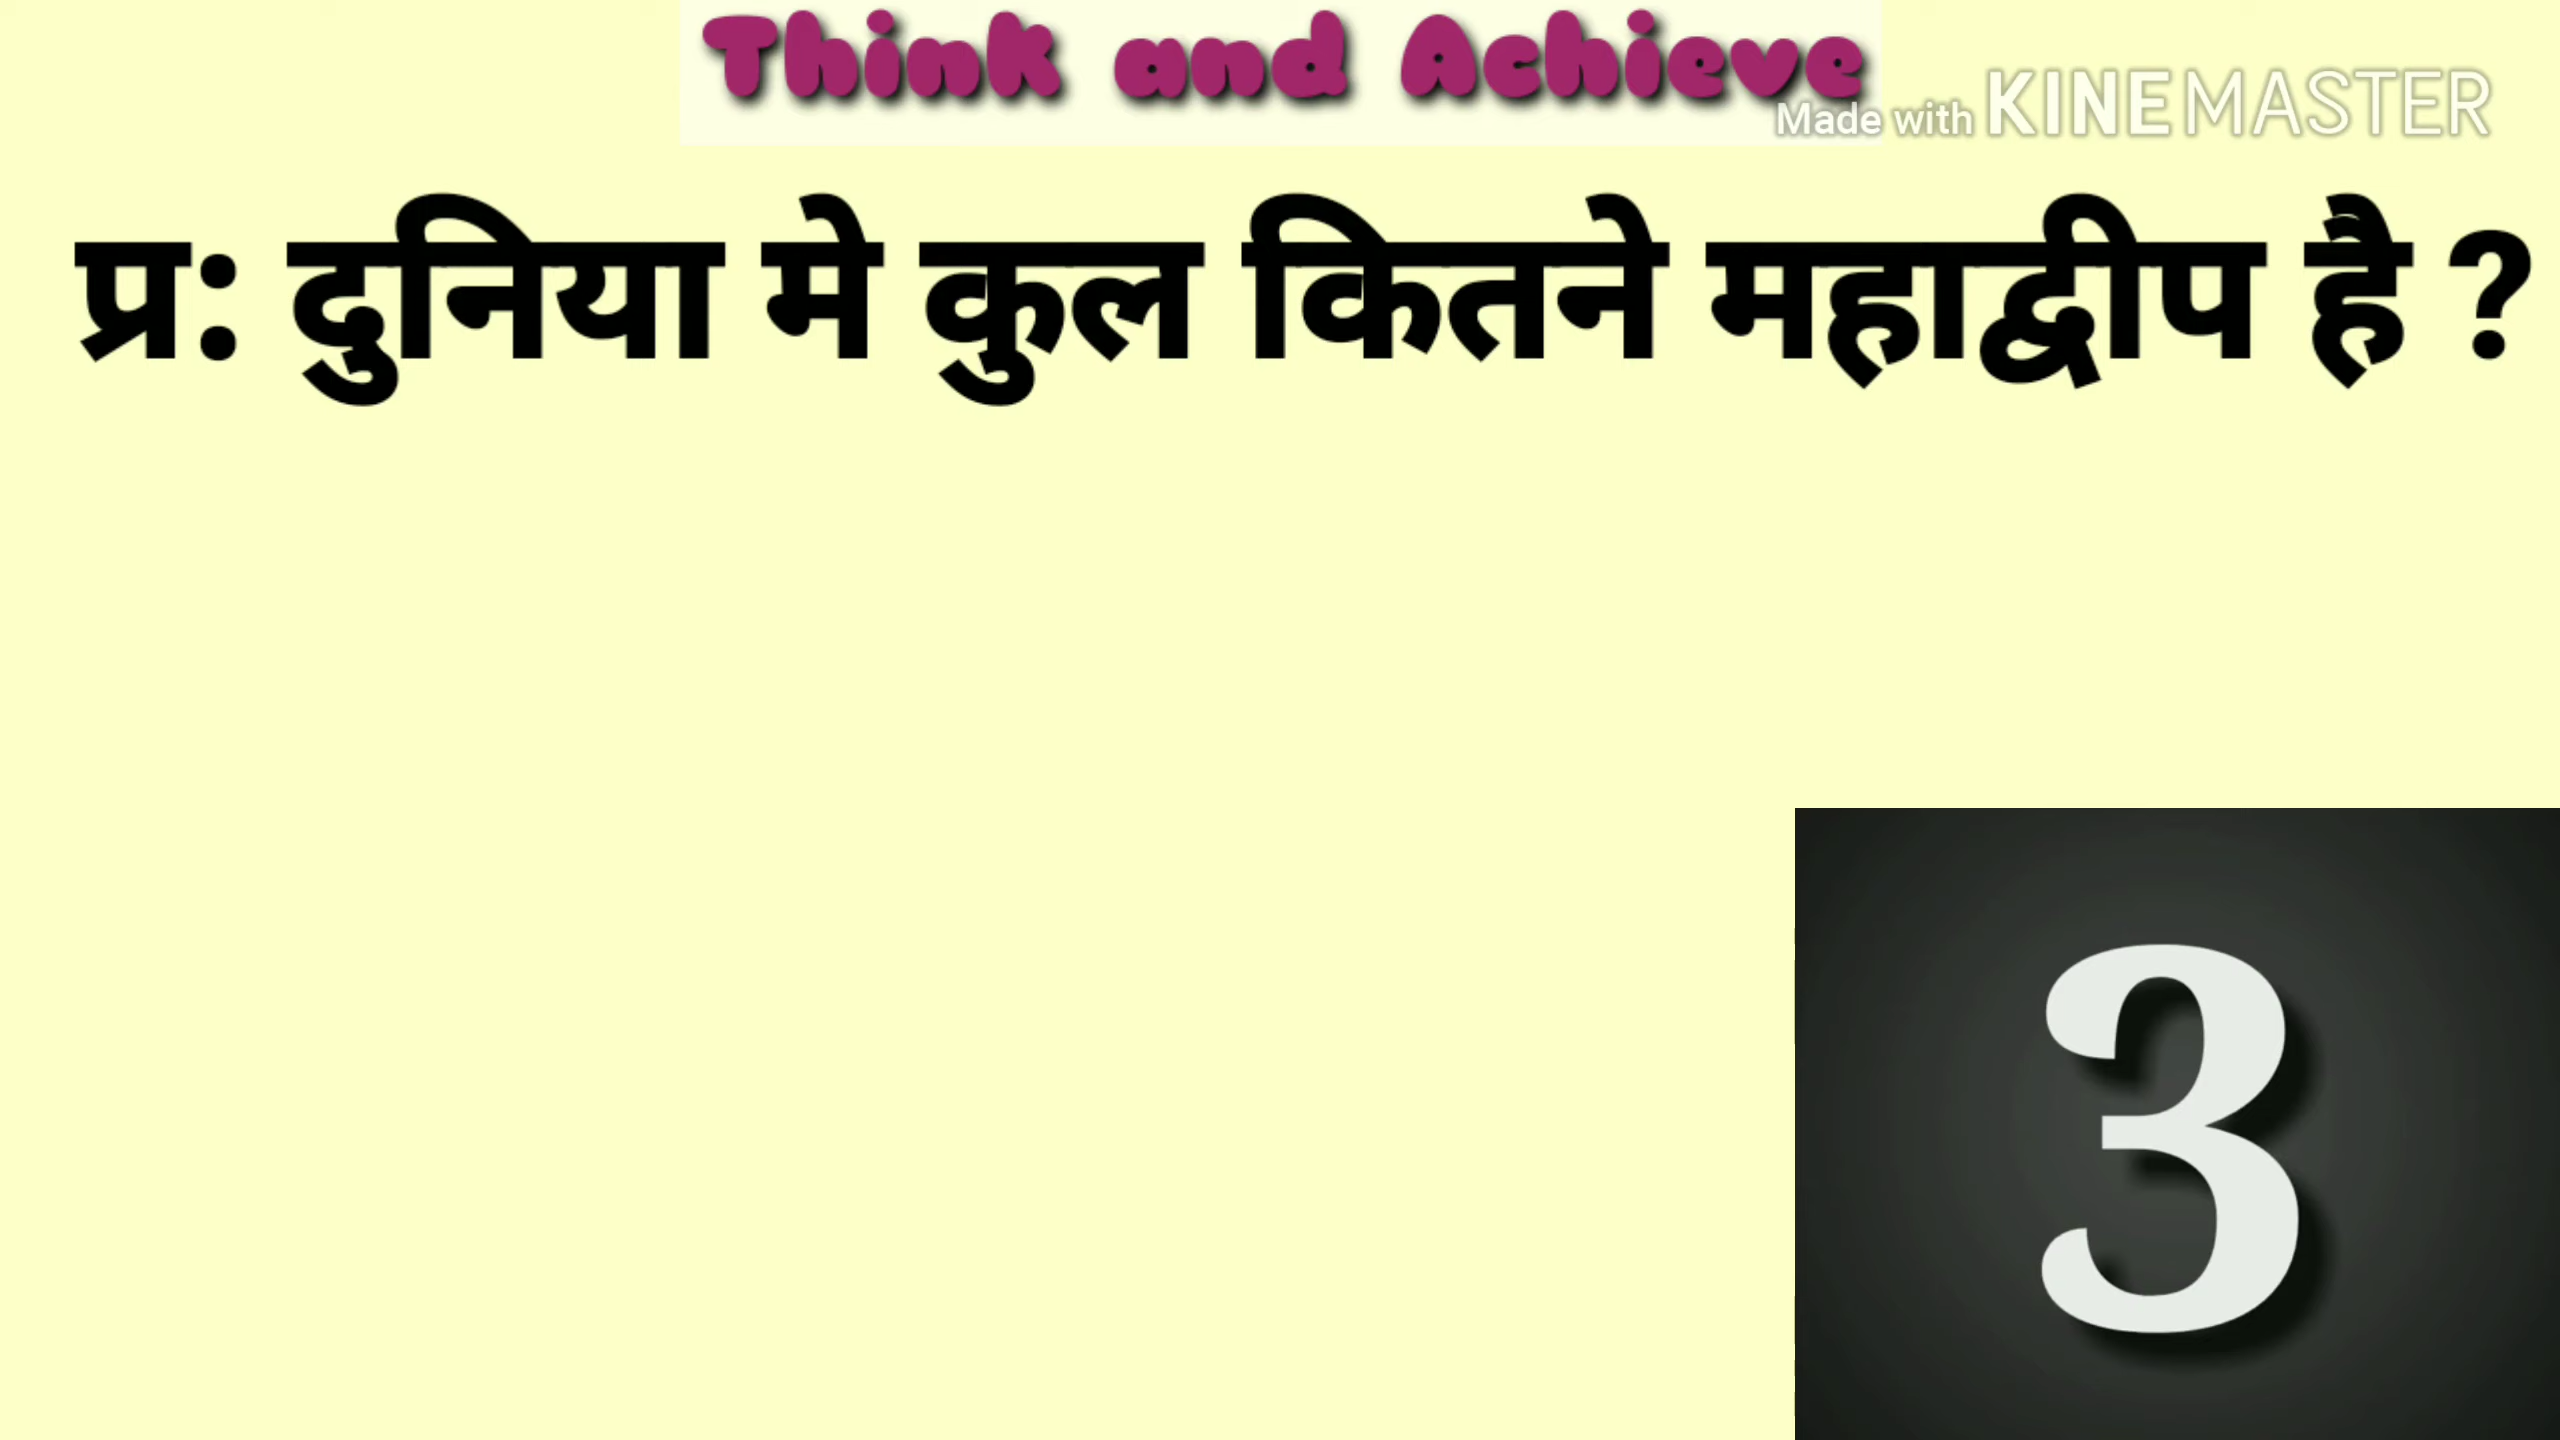 Think and Achieve
Made with KINEMASTER
प्र: दुनिया मे कुल कितने महाद्वीप है ?
3